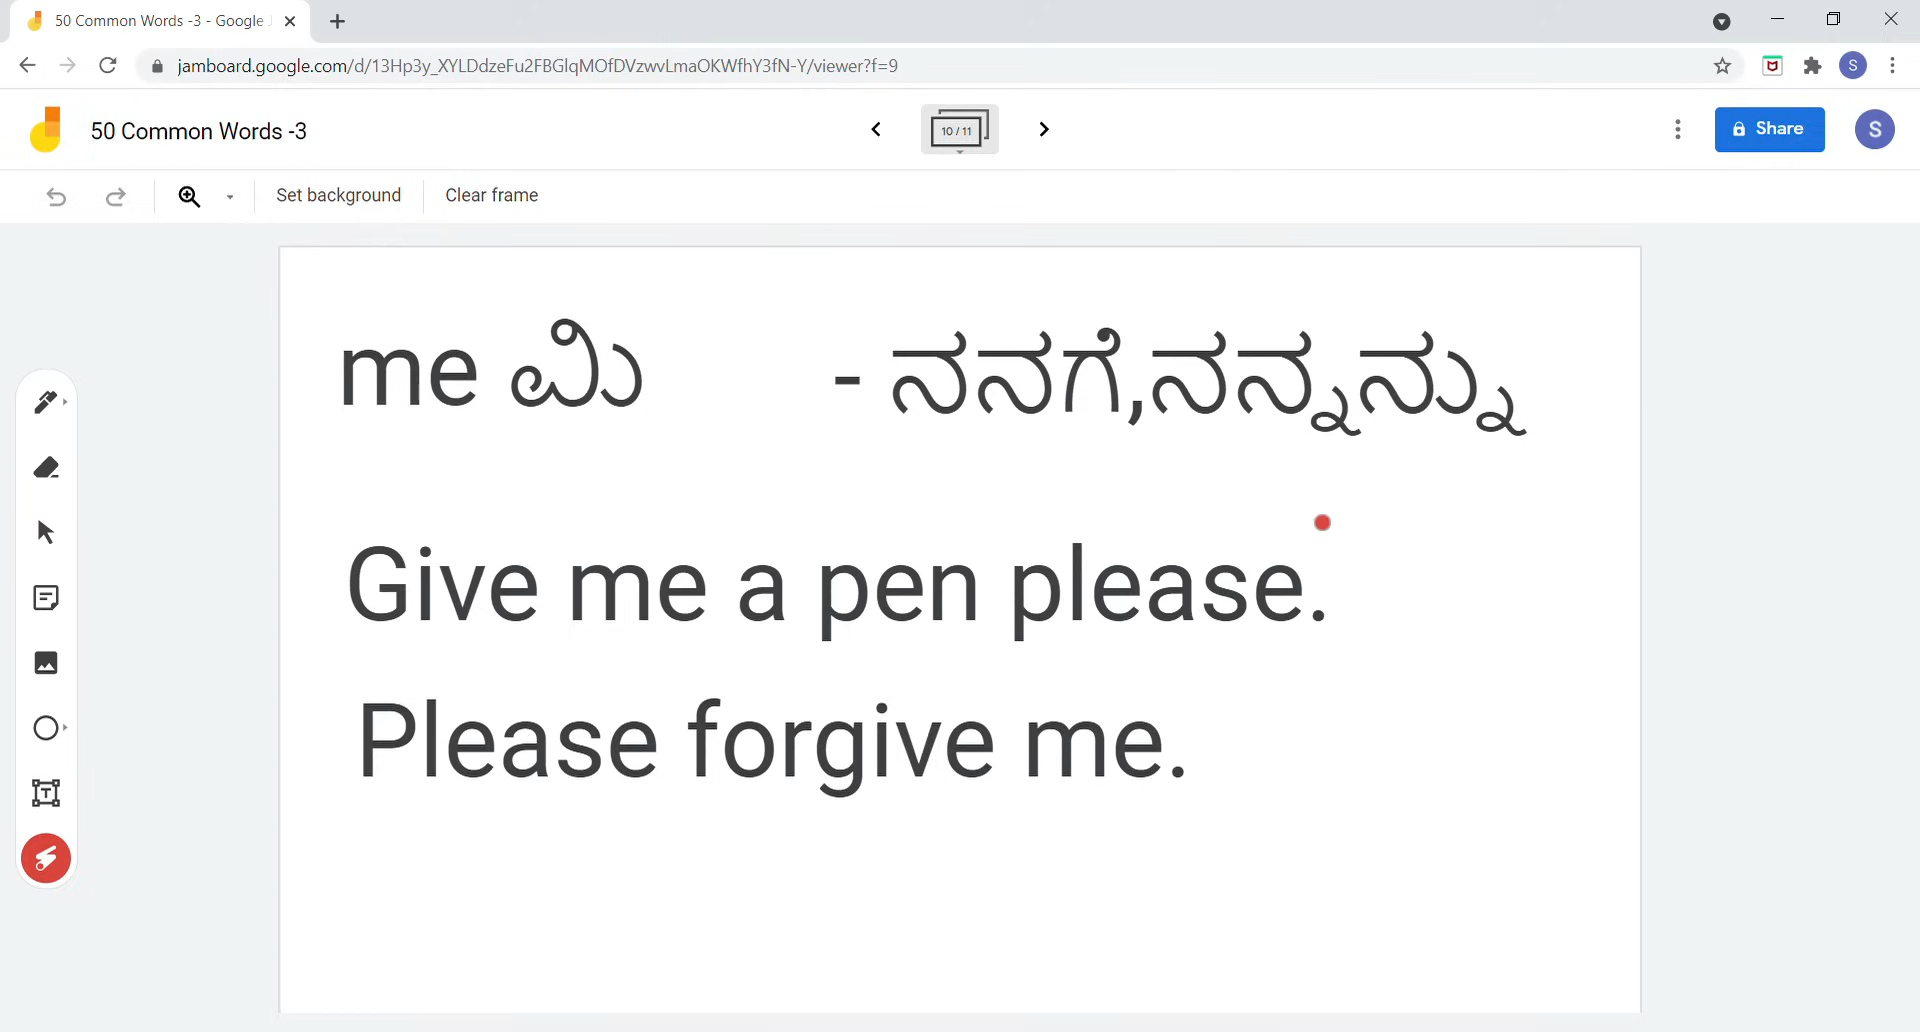 50 Common Words -3 - Google J
jamboard.google.com/d/13Hp3y_XYLDdzeFu2FBGlqMOfDVzwvLmaOKWfhY3fN-Y/viewer?f=9
S
50 Common Words -3
10 / 11
Share
S
Set background
Clear frame
me ಮಿ - ನನಗೆ,ನನ್ನನ್ನು
Give me a pen please.
Please forgive me.